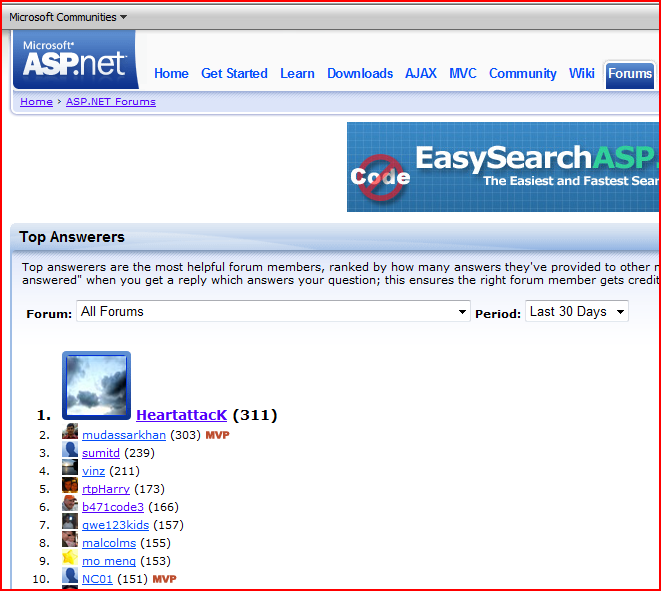 Microsoft Communities
Microsoft®
ASP.net
Home Get Started Learn Downloads AJAX MVC Community Wiki Forums
Home › ASP.NET Forums
Code
EasySearchASP.
The Easiest and Fastest Sear
Top Answerers
Top answerers are the most helpful forum members, ranked by how many answers they've provided to other
answered" when you get a reply which answers your question; this ensures the right forum member gets credit
Forum: All Forums Period: Last 30 Days
1. HeartattacK (311)
2. mudassarkhan (303) MVP
3. sumitd (239)
4. vinz (211)
5. rtpHarry (173)
6. b471code3 (166)
7. qwe123kids (157)
8. malcolms (155)
9. mo meng (153)
10. NC01 (151) MVP